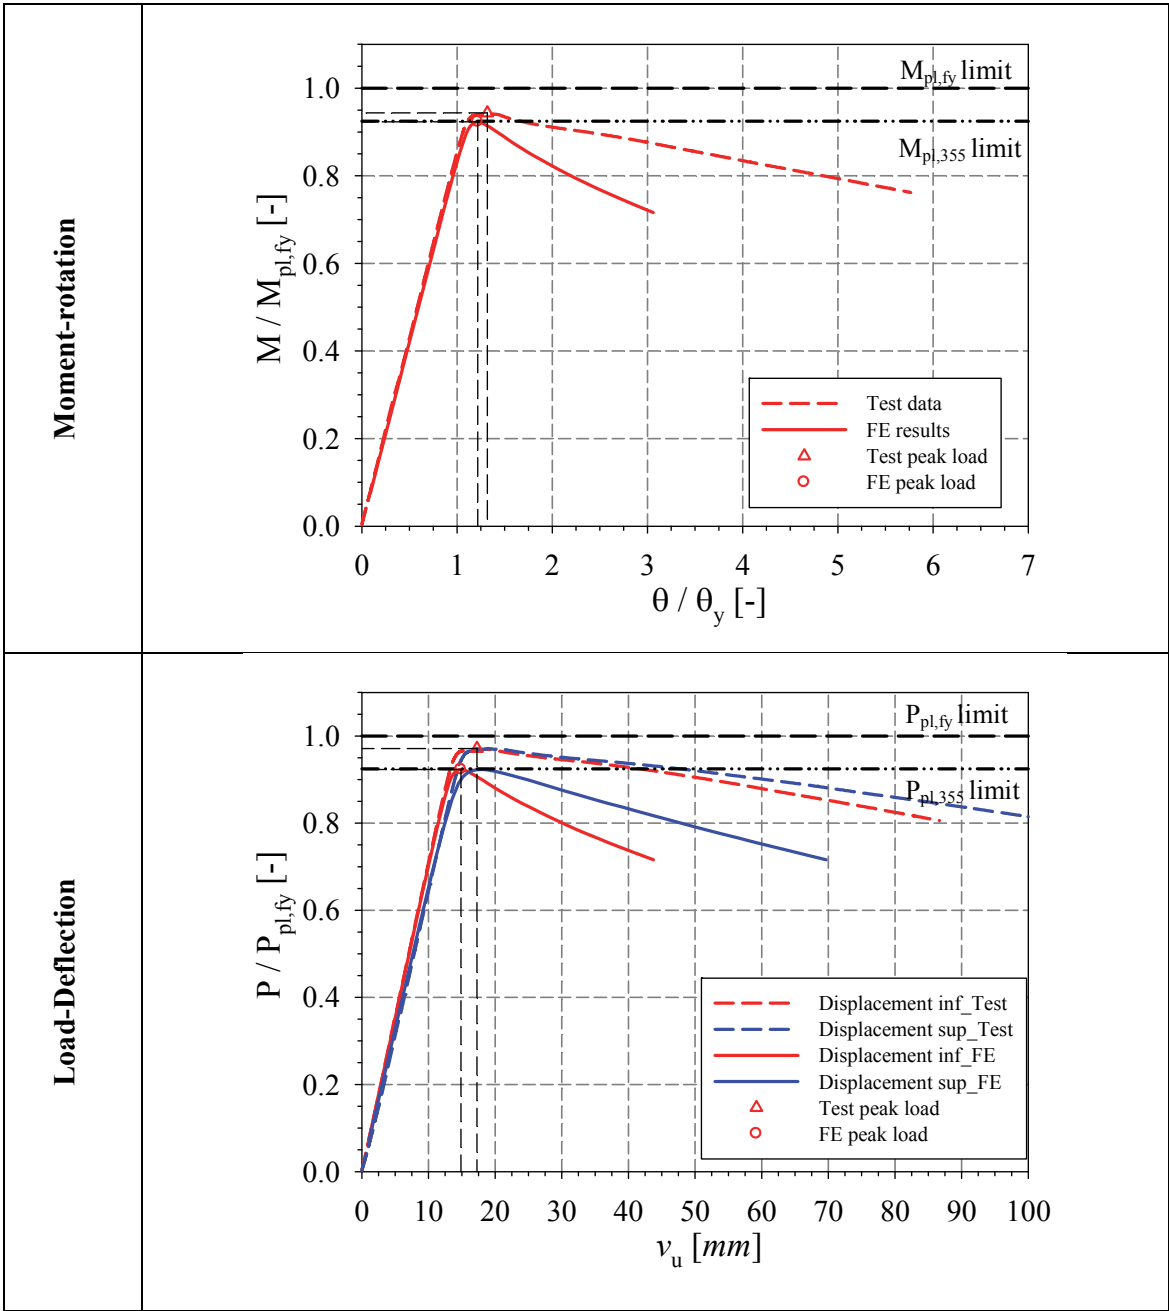 Moment-rotation
M / Mpl,fy [-]
1.0
0.8
0.6
0.4
0.2
0.0
Mpl,fy limit
Mpl,355 limit
Test data
FE results
Test peak load
FE peak load
0 1 2 3 4 5 6 7
θ / θy [-]
Load-Deflection
P / Ppl,fy [-]
1.0
0.8
0.6
0.4
0.2
0.0
Ppl,fy limit
Ppl,355 limit
Displacement inf_Test
Displacement sup_Test
Displacement inf_FE
Displacement sup_FE
Test peak load
FE peak load
0 10 20 30 40 50 60 70 80 90 100
vu [mm]